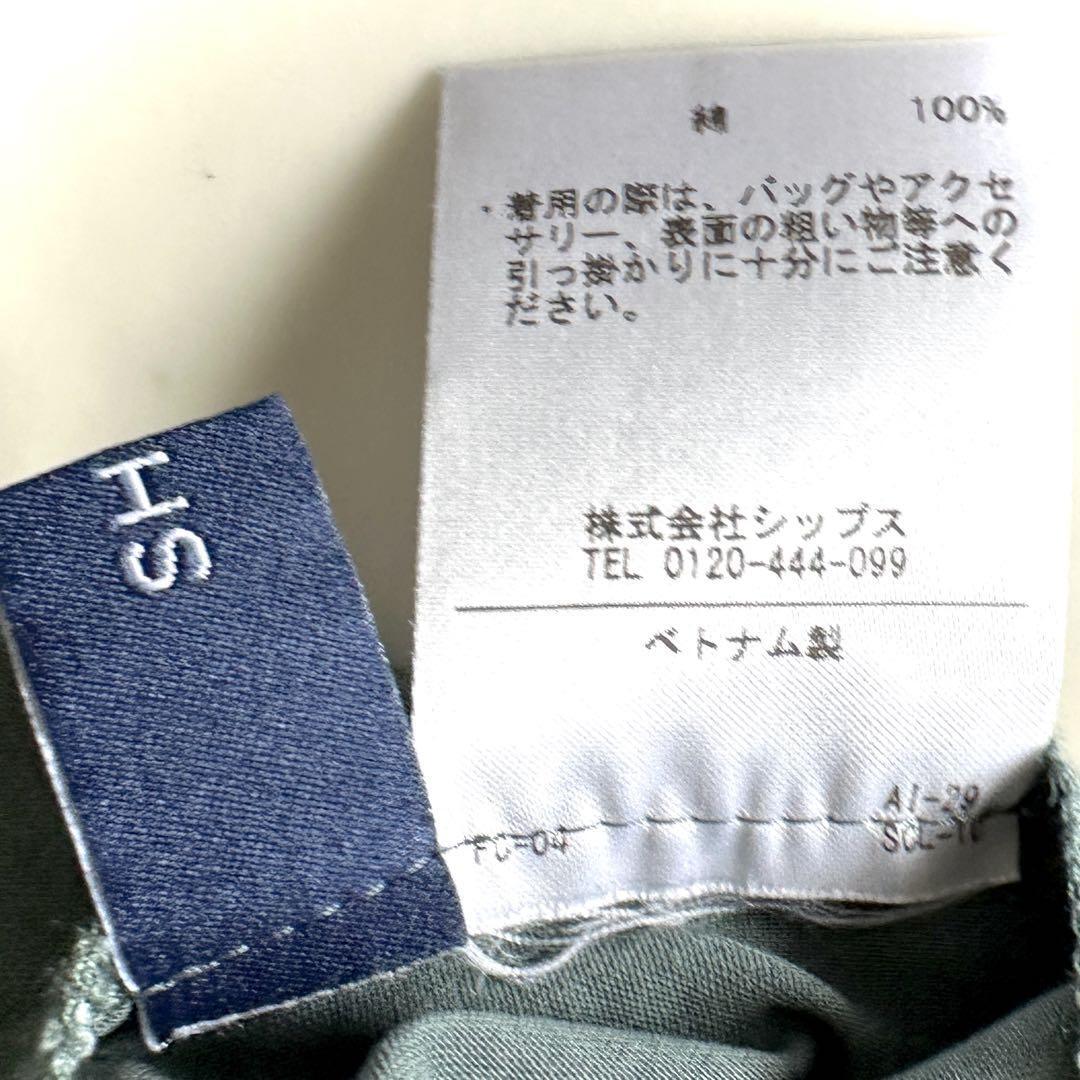 綿 100%
・着用の際は、バッグやアクセ
サリー、表面の粗い物等への
引っ掛かりに十分にご注意く
ださい。
株式会社シップス
TEL 0120-444-099
ベトナム製
FC-04
SH